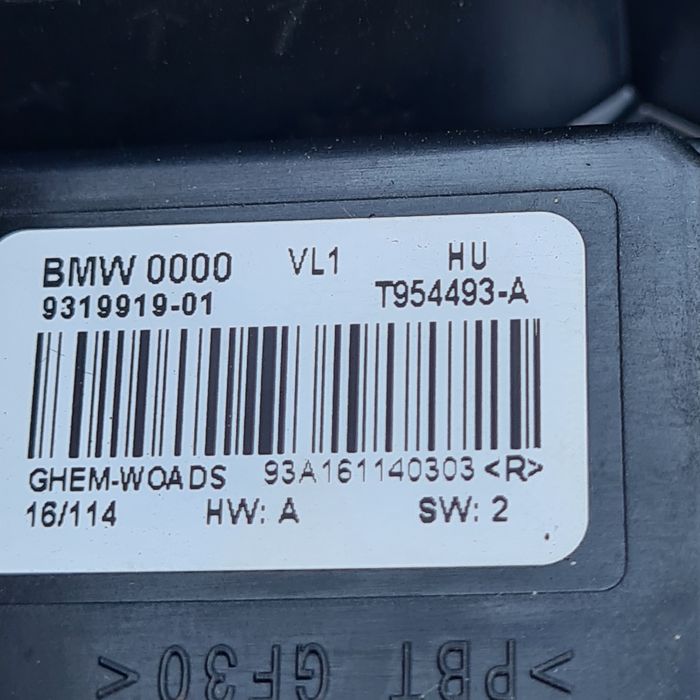 BMW 0000 VL1 HU
9319919-01 T954493-A
GHEM-WOADS 93A161140303<R>
16/114 HW: A SW: 2
>PBT GF30<